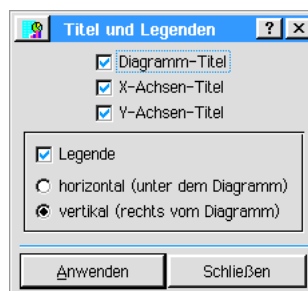 Titel und Legenden
Diagramm-Titel
X-Achsen-Titel
Y-Achsen-Titel
Legende
horizontal (unter dem Diagramm)
vertikal (rechts vom Diagramm)
Anwenden Schließen